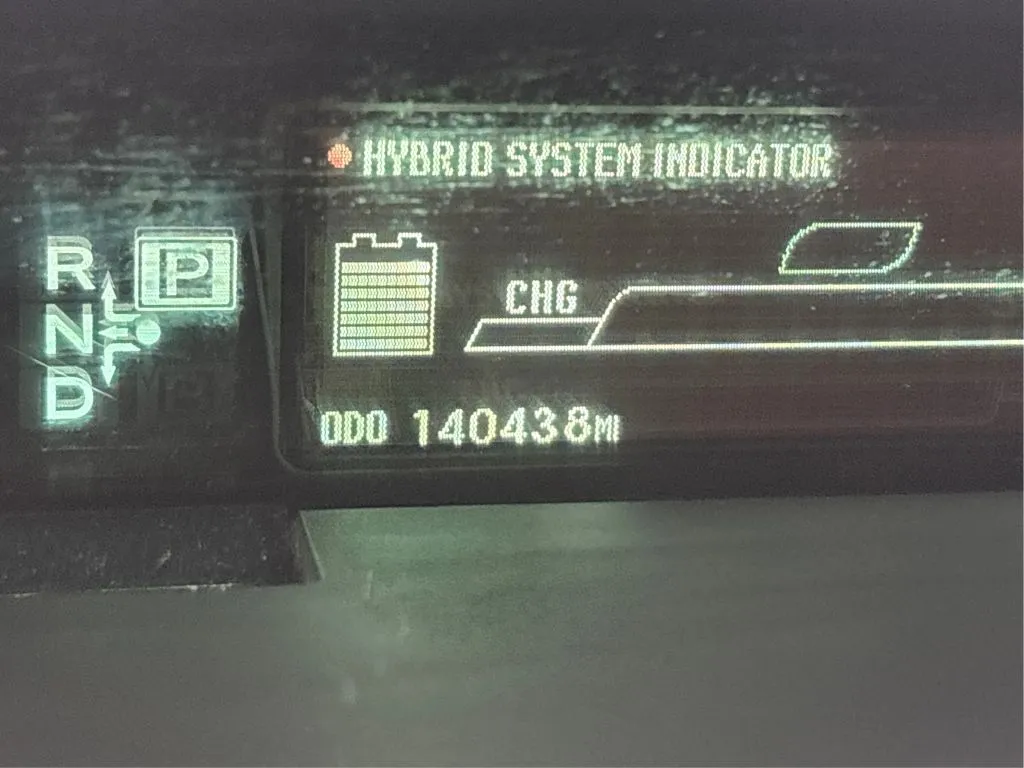 HYBRID SYSTEM INDICATOR
R
P
N
D
CHG
ODO 140438MI